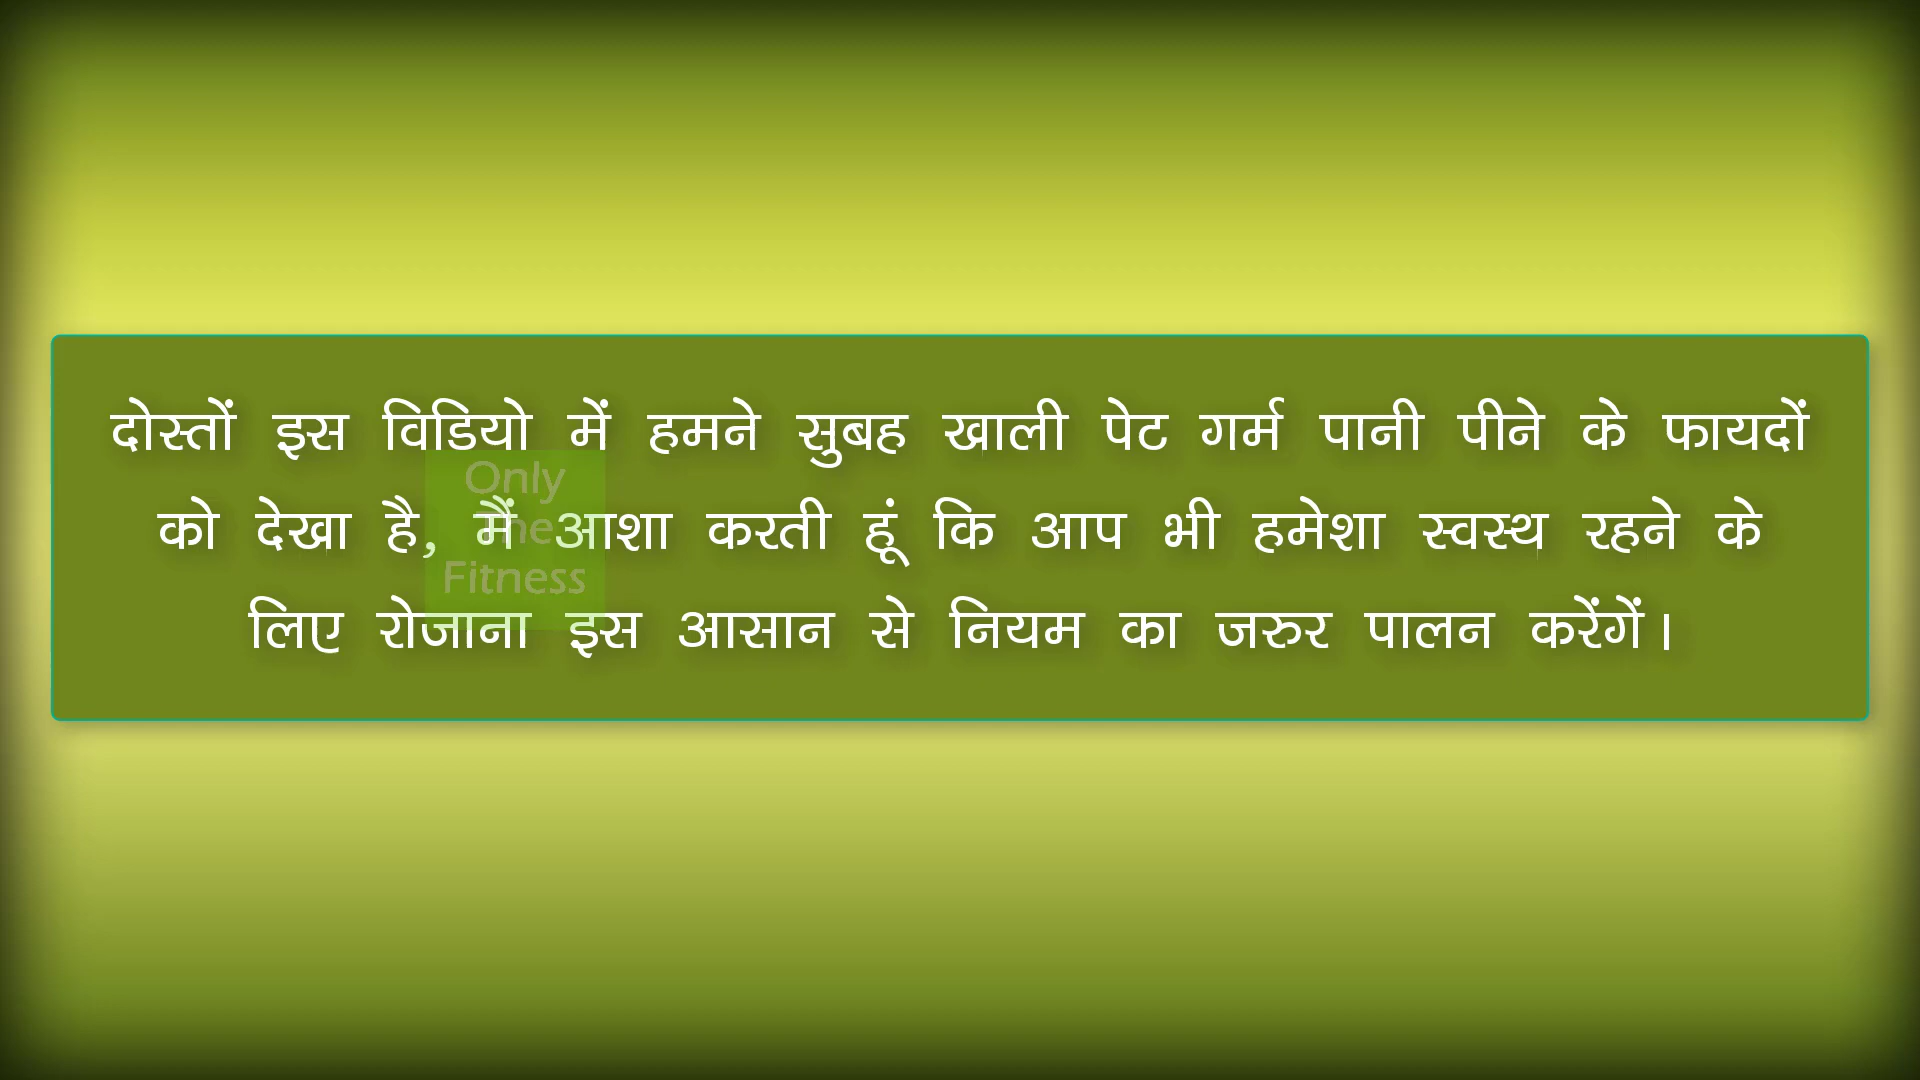 दोस्तों इस विडियो में हमने सुबह खाली पेट गर्म पानी पीने के फायदों
को देखा है, मैं आशा करती हूं कि आप भी हमेशा स्वस्थ रहने के
लिए रोजाना इस आसान से नियम का जरुर पालन करेंगें।
Only
The
Fitness